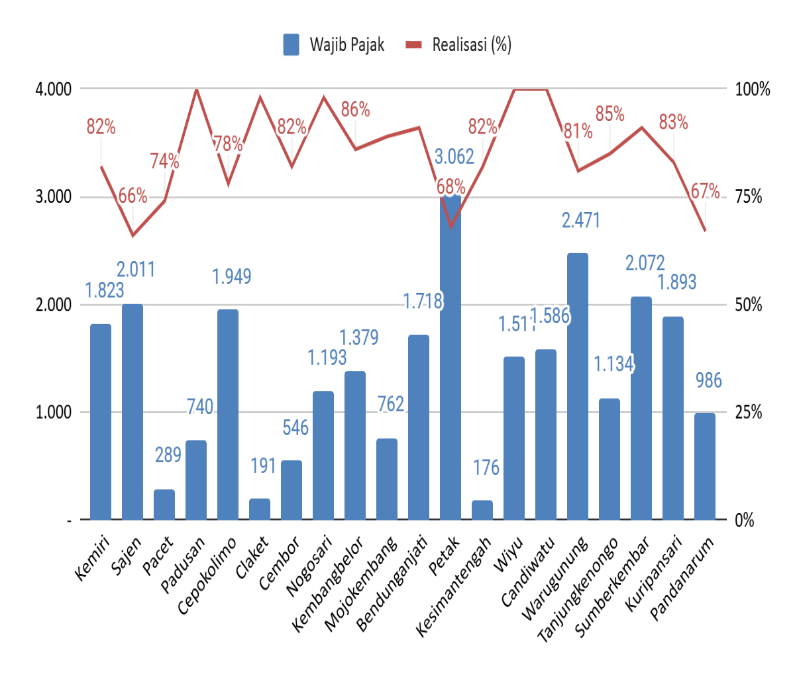 Wajib Pajak
Realisasi (%)
4.000
3.000
2.000
1.000
-
100%
75%
50%
25%
0%
82%
66%
74%
78%
82%
86%
68%
82%
81%
85%
83%
67%
1.823
2.011
289
740
1.949
191
546
1.193
1.379
762
1.718
3.062
176
1.586
2.471
1.134
2.072
1.893
986
Kemiri
Sajen
Pacet
Padusan
Cepokolimo
Claket
Cembor
Nogosari
Kembangbelor
Mojokembang
Bendunganjati
Petak
Kesimantengah
Wiyu
Candiwatu
Warugunung
Tanjungkenongo
Sumberkembar
Kuripansari
Pandanarum